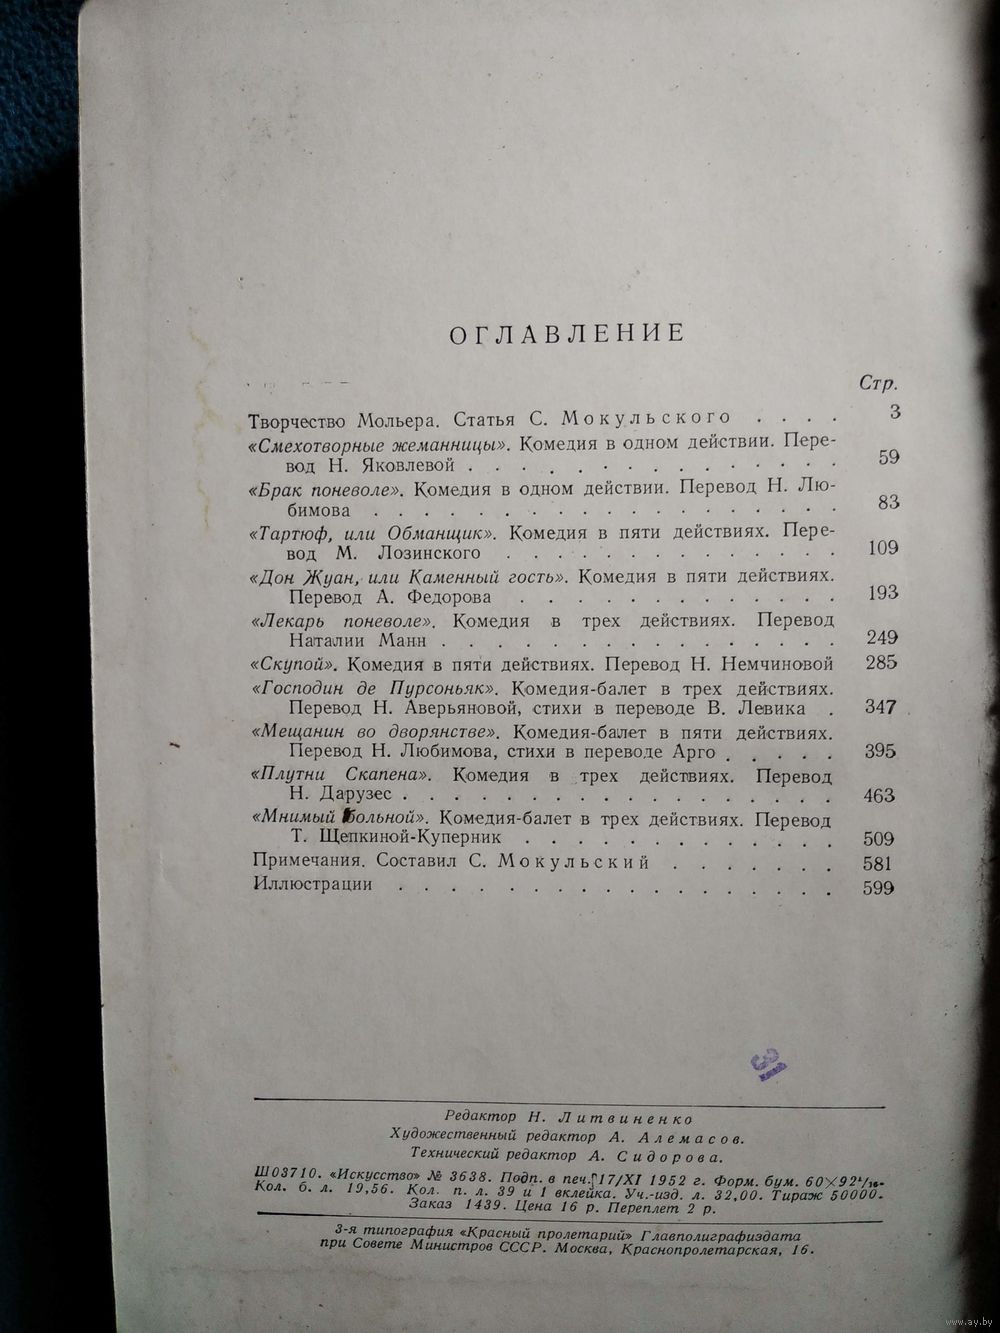 ОГЛАВЛЕНИЕ
Стр.
Творчество Мольера. Статья С. Мокульского . . . . 3
«Смехотворные жеманницы». Комедия в одном действии. Пере-
вод Н. Яковлевой . . . . . . . . . . . . . . 59
«Брак поневоле». Комедия в одном действии. Перевод Н. Лю-
бимова . . . . . . . . . . . . . . . . . . 83
«Тартюф, или Обманщик». Комедия в пяти действиях. Пере-
вод М. Лозинского . . . . . . . . . . . . . 109
«Дон Жуан, или Каменный гость». Комедия в пяти действиях.
Перевод А. Федорова . . . . . . . . . . . . 193
«Лекарь поневоле». Комедия в трех действиях. Перевод
Наталии Манн . . . . . . . . . . . . . . . 249
«Скупой». Комедия в пяти действиях. Перевод Н. Немчиновой 285
«Господин де Пурсоньяк». Комедия-балет в трех действиях.
Перевод Н. Аверьяновой, стихи в переводе В. Левика . 347
«Мещанин во дворянстве». Комедия-балет в пяти действиях.
Перевод Н. Любимова, стихи в переводе Арго . . . . . 395
«Плутни Скапена». Комедия в трех действиях. Перевод
Н. Дарузес . . . . . . . . . . . . . . . . . 463
«Мнимый больной». Комедия-балет в трех действиях. Перевод
Т. Щепкиной-Куперник . . . . . . . . . . . . 509
Примечания. Составил С. Мокульский . . . . . . . 581
Иллюстрации . . . . . . . . . . . . . . . . 599
31
Редактор Н. Литвиненко
Художественный редактор А. Алемасов.
Технический редактор А. Сидорова.
Ш03710. «Искусство» № 3638. Подп. в печ. 17/XI 1952 г. Форм. бум. 60×92¹/₁₆.
Кол. б. л. 19,56. Кол. п. л. 39 и 1 вклейка. Уч.-изд. л. 32,00. Тираж 50000.
Заказ 1439. Цена 16 р. Переплет 2 р.
3-я типография «Красный пролетарий» Главполиграфиздата
при Совете Министров СССР. Москва, Краснопролетарская, 16.
www.ay.by